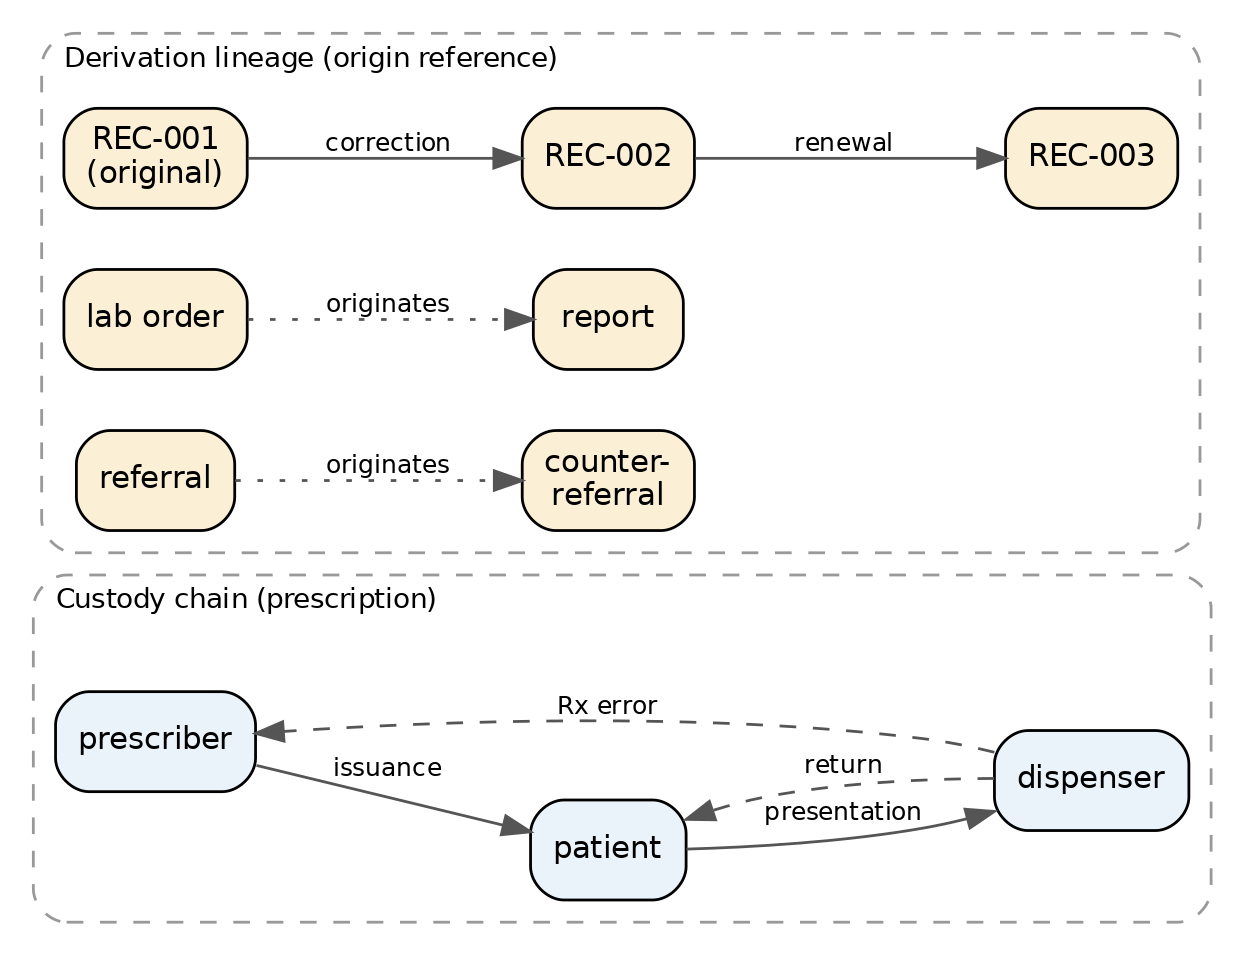 Derivation lineage (origin reference)
REC-001
(original)
correction
REC-002
renewal
REC-003
lab order
originates
report
referral
originates
counter-
referral
Custody chain (prescription)
prescriber
Rx error
issuance
return
dispenser
presentation
patient